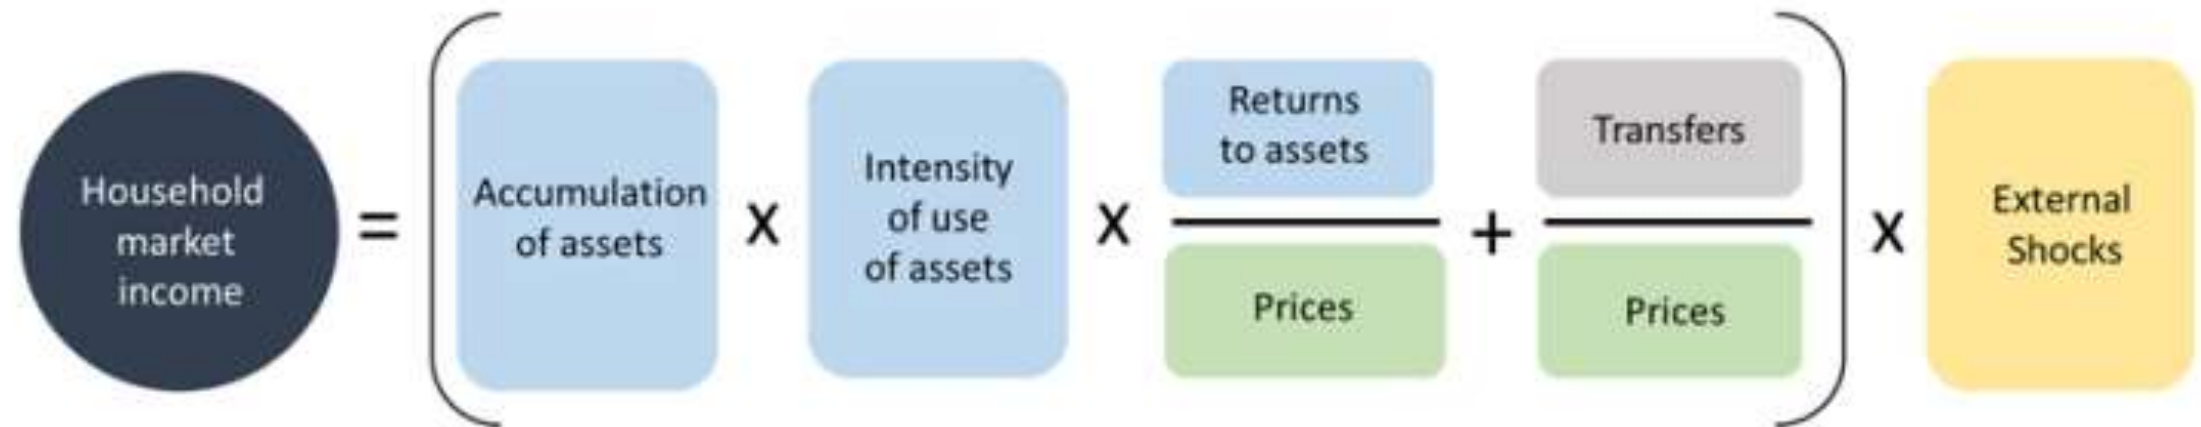 Household
market
income
=
Accumulation
of assets
X
Intensity
of use
of assets
X
Returns
to assets
Prices
+
Transfers
Prices
X
External
Shocks